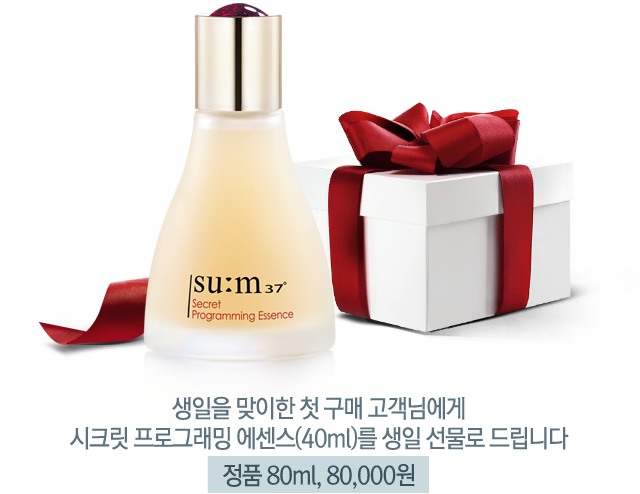 su:m37°
Secret
Programming Essence
생일을 맞이한 첫 구매 고객님에게
시크릿 프로그래밍 에센스(40ml)를 생일 선물로 드립니다
정품 80ml, 80,000원